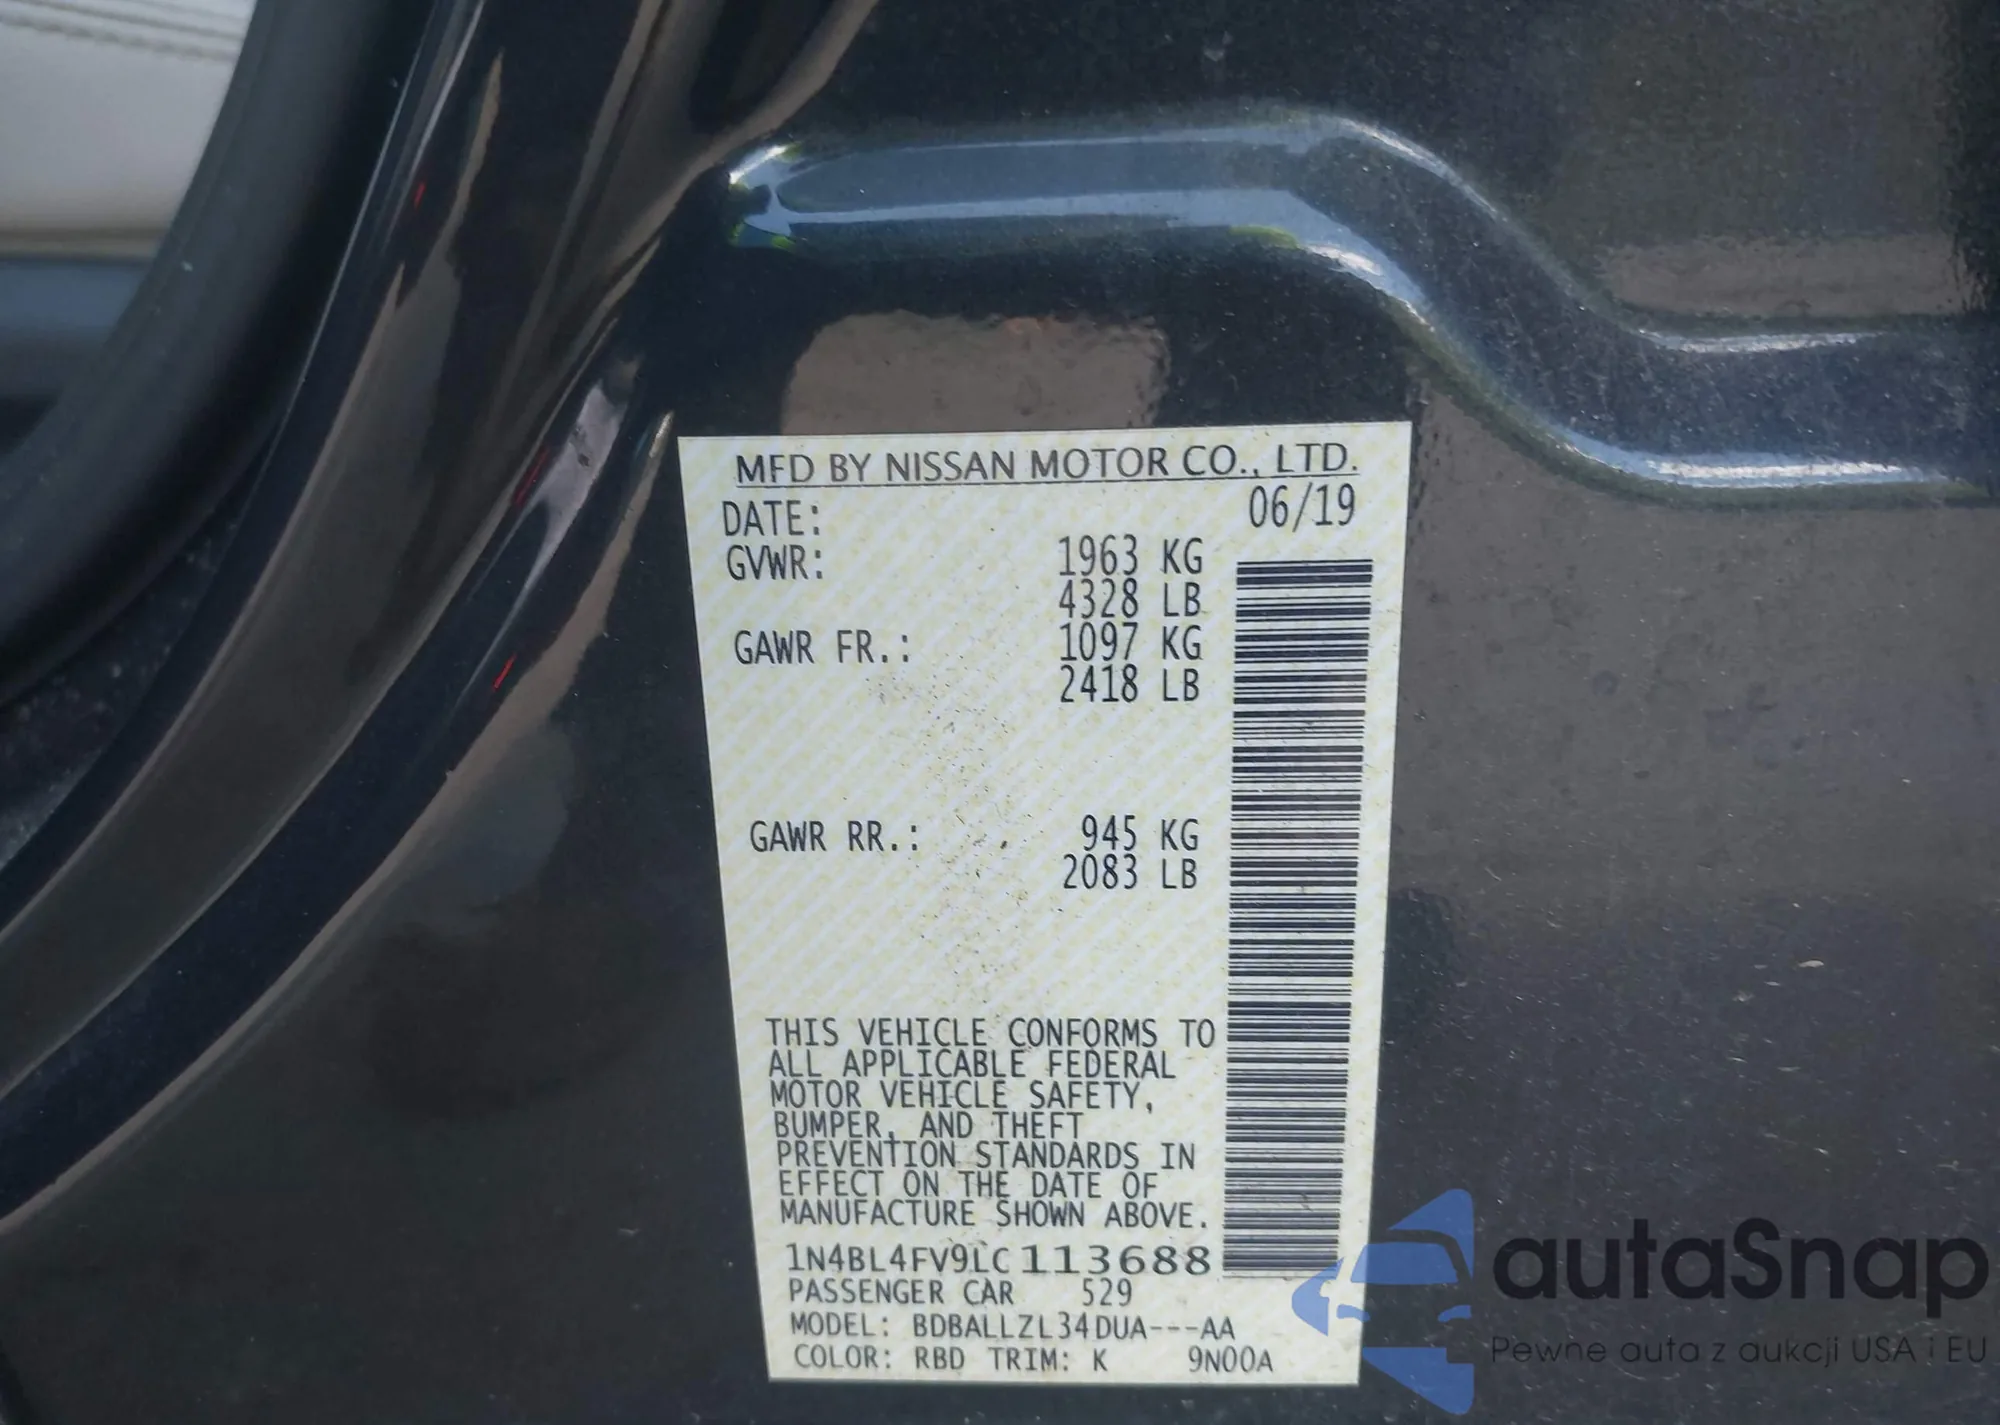 MFD BY NISSAN MOTOR CO., LTD.
DATE: 06/19
GVWR: 1963 KG
4328 LB
GAWR FR.: 1097 KG
2418 LB
GAWR RR.: 945 KG
2083 LB
THIS VEHICLE CONFORMS TO
ALL APPLICABLE FEDERAL
MOTOR VEHICLE SAFETY,
BUMPER, AND THEFT
PREVENTION STANDARDS IN
EFFECT ON THE DATE OF
MANUFACTURE SHOWN ABOVE.
1N4BL4FV9LC113688
PASSENGER CAR 529
MODEL: BDBALLZL34DUA---AA
COLOR: RBD TRIM: K 9N00A
autaSnap
Pewne auta z aukcji USA i EU